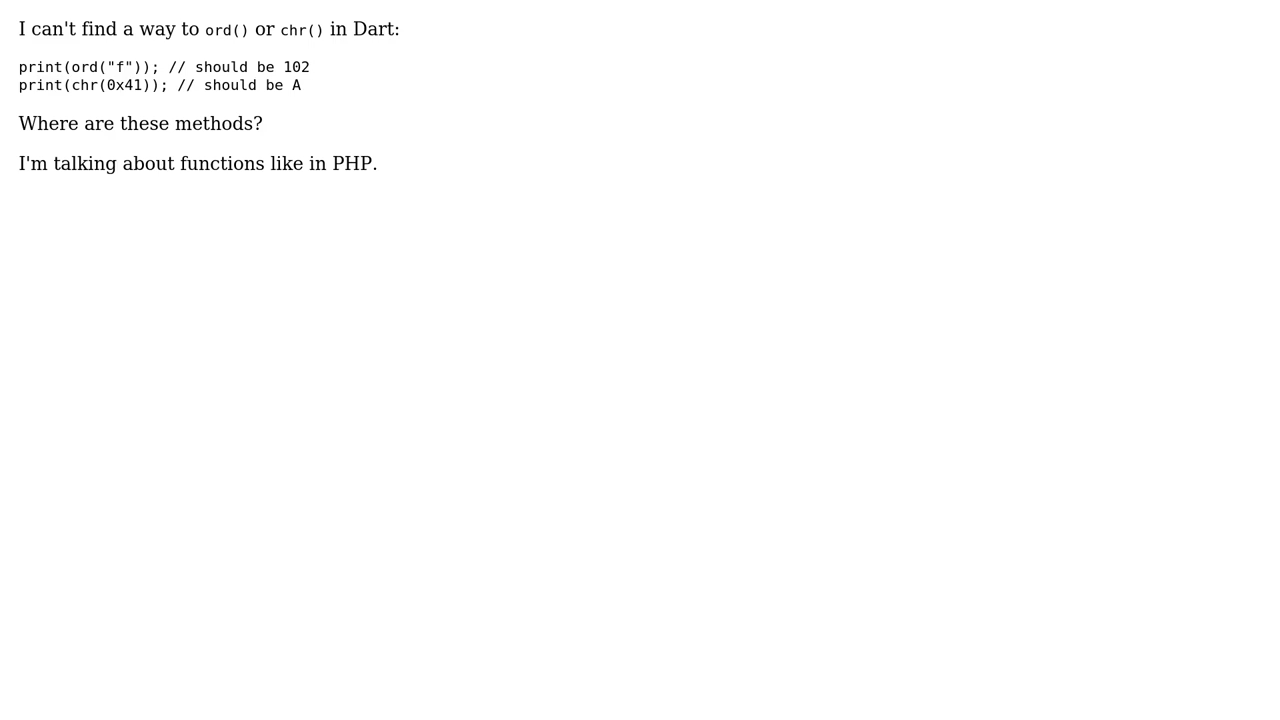 I can't find a way to ord() or chr() in Dart:
print(ord("f")); // should be 102
print(chr(0x41)); // should be A
Where are these methods?
I'm talking about functions like in PHP.